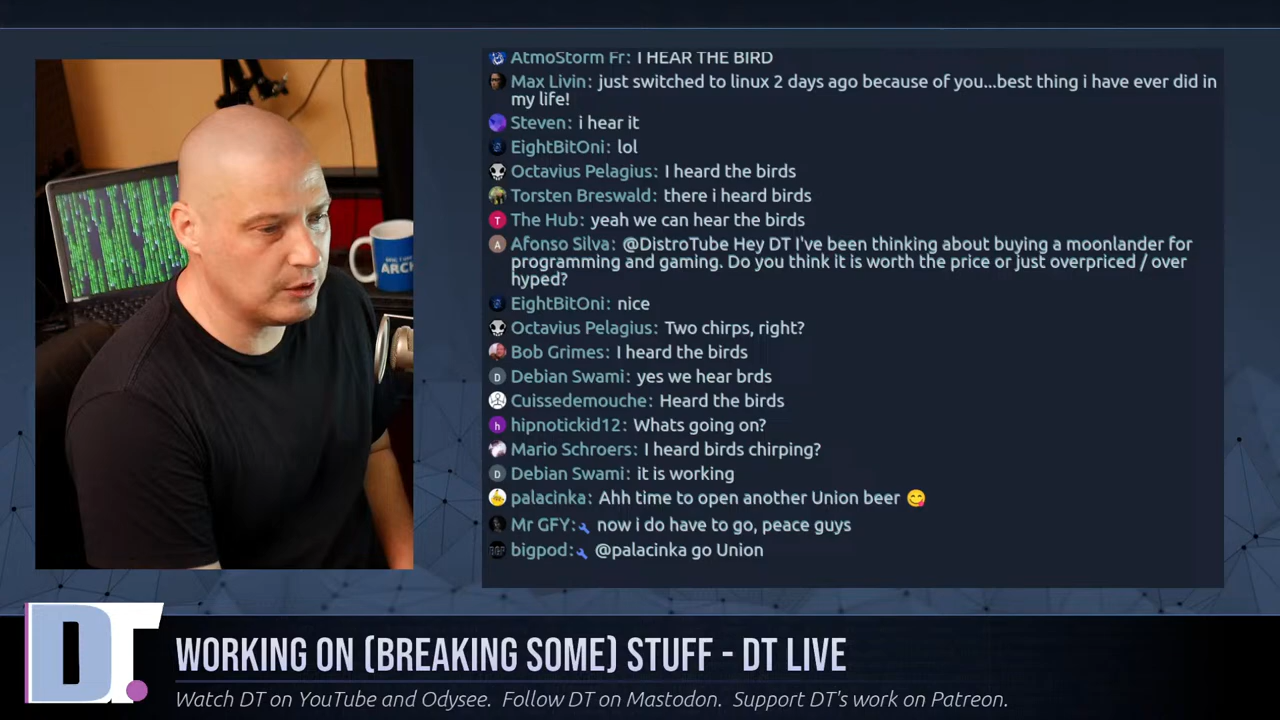 AtmoStorm Fr: I HEAR THE BIRD
Max Livin: just switched to linux 2 days ago because of you...best thing i have ever did in
my life!
Steven: i hear it
EightBitOni: lol
Octavius Pelagius: I heard the birds
Torsten Breswald: there i heard birds
T The Hub: yeah we can hear the birds
A Afonso Silva: @DistroTube Hey DT I've been thinking about buying a moonlander for
programming and gaming. Do you think it is worth the price or just overpriced / over
hyped?
EightBitOni: nice
Octavius Pelagius: Two chirps, right?
Bob Grimes: I heard the birds
D Debian Swami: yes we hear brds
Cuissedemouche: Heard the birds
h hipnotickid12: Whats going on?
Mario Schroers: I heard birds chirping?
D Debian Swami: it is working
palacinka: Ahh time to open another Union beer 😋
Mr GFY: now i do have to go, peace guys
bigpod: @palacinka go Union
ARCH
DT.
WORKING ON (BREAKING SOME) STUFF - DT LIVE
Watch DT on YouTube and Odysee. Follow DT on Mastodon. Support DT's work on Patreon.